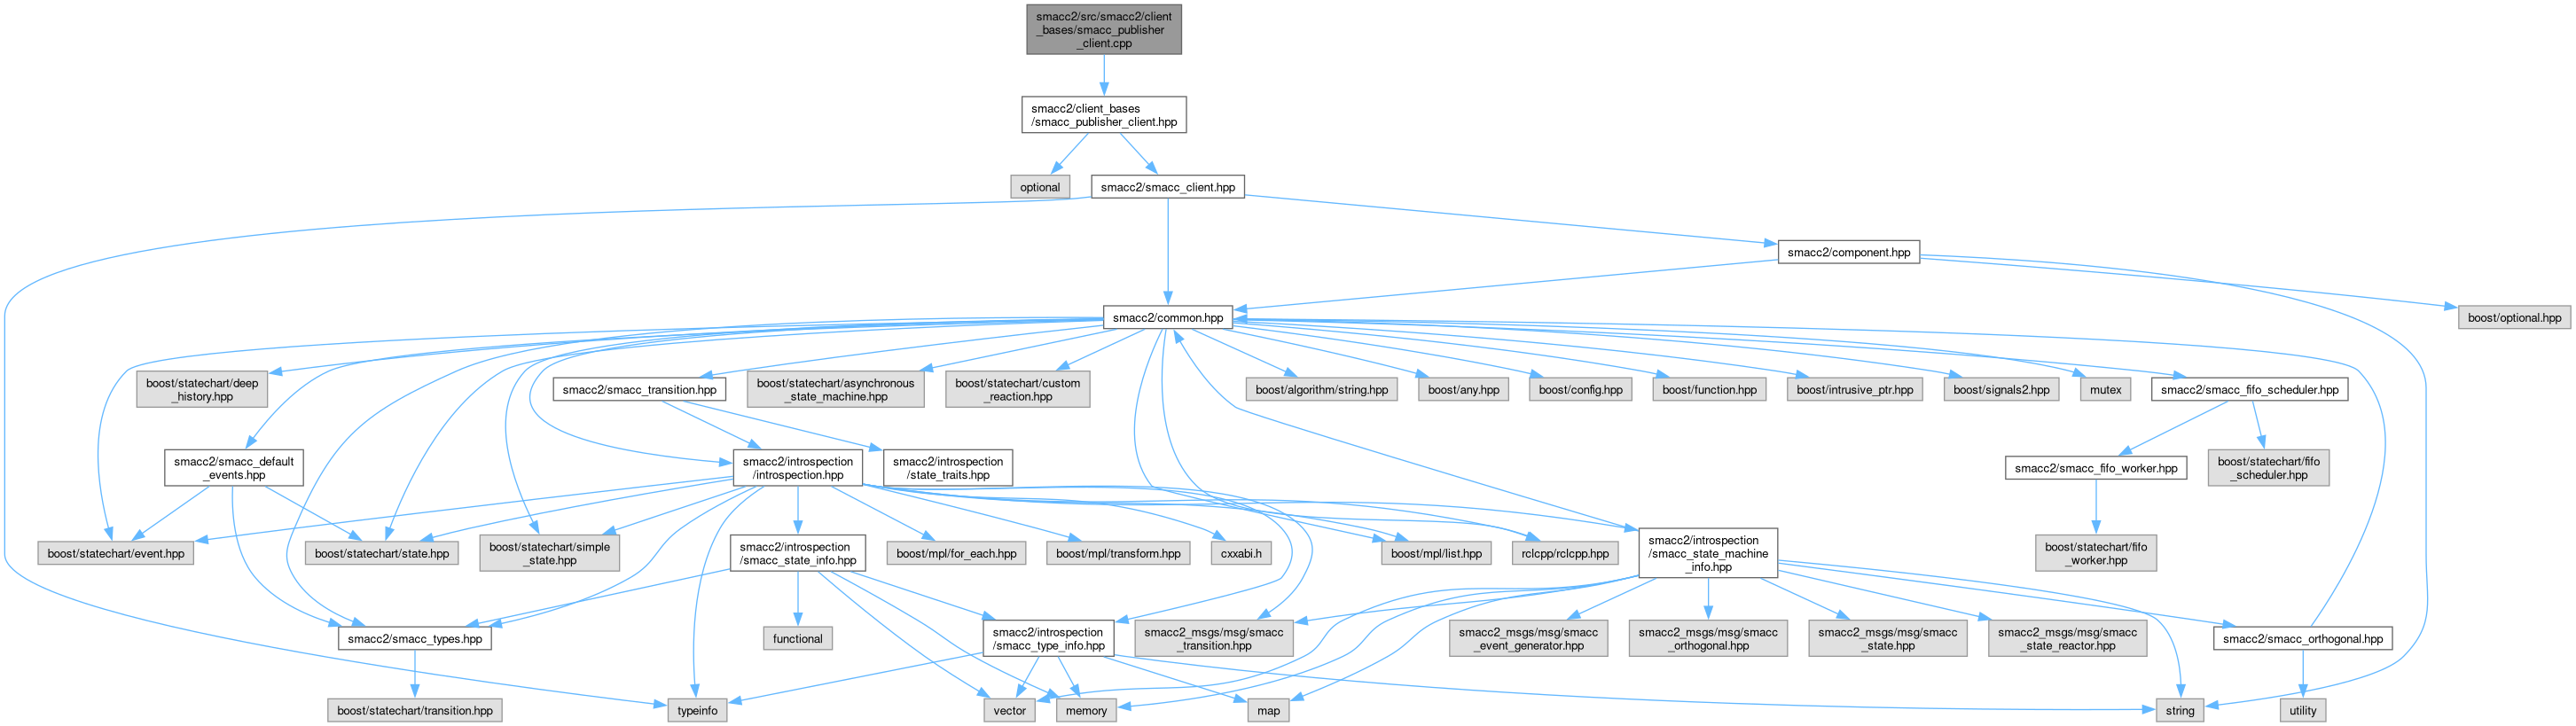 smacc2/src/smacc2/client
_bases/smacc_publisher
_client.cpp
smacc2/client_bases
/smacc_publisher_client.hpp
optional
smacc2/smacc_client.hpp
smacc2/component.hpp
smacc2/common.hpp
boost/optional.hpp
boost/statechart/deep
_history.hpp
smacc2/smacc_transition.hpp
boost/statechart/asynchronous
_state_machine.hpp
boost/statechart/custom
_reaction.hpp
boost/algorithm/string.hpp
boost/any.hpp
boost/config.hpp
boost/function.hpp
boost/intrusive_ptr.hpp
boost/signals2.hpp
mutex
smacc2/smacc_fifo_scheduler.hpp
smacc2/smacc_default
_events.hpp
smacc2/introspection
/introspection.hpp
smacc2/introspection
/state_traits.hpp
smacc2/smacc_fifo_worker.hpp
boost/statechart/fifo
_scheduler.hpp
boost/statechart/event.hpp
boost/statechart/state.hpp
boost/statechart/simple
_state.hpp
smacc2/introspection
/smacc_state_info.hpp
boost/mpl/for_each.hpp
boost/mpl/transform.hpp
cxxabi.h
boost/mpl/list.hpp
rclcpp/rclcpp.hpp
smacc2/introspection
/smacc_state_machine
_info.hpp
boost/statechart/fifo
_worker.hpp
smacc2/smacc_types.hpp
functional
smacc2/introspection
/smacc_type_info.hpp
smacc2_msgs/msg/smacc
_transition.hpp
smacc2_msgs/msg/smacc
_event_generator.hpp
smacc2_msgs/msg/smacc
_orthogonal.hpp
smacc2_msgs/msg/smacc
_state.hpp
smacc2_msgs/msg/smacc
_state_reactor.hpp
smacc2/smacc_orthogonal.hpp
boost/statechart/transition.hpp
typeinfo
vector
memory
map
string
utility